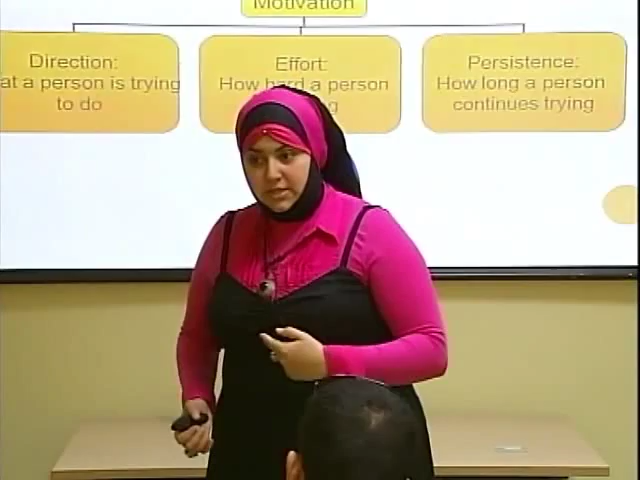 Motivation
Direction:
at a person is trying
to do
Effort:
How hard a person
Persistence:
How long a person
continues trying